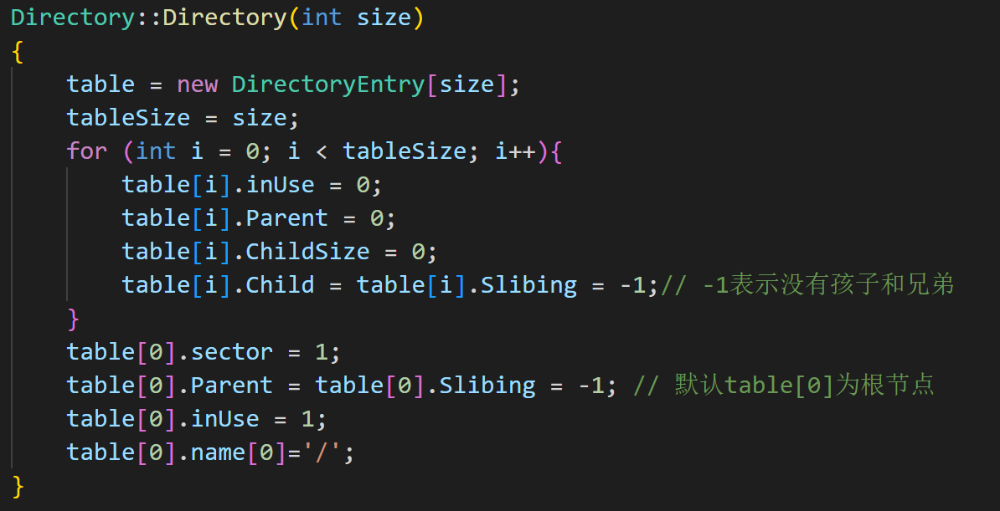 Directory::Directory(int size)
{
    table = new DirectoryEntry[size];
    tableSize = size;
    for (int i = 0; i < tableSize; i++){
        table[i].inUse = 0;
        table[i].Parent = 0;
        table[i].ChildSize = 0;
        table[i].Child = table[i].Slibing = -1;// -1表示没有孩子和兄弟
    }
    table[0].sector = 1;
    table[0].Parent = table[0].Slibing = -1; // 默认table[0]为根节点
    table[0].inUse = 1;
    table[0].name[0]='/';
}